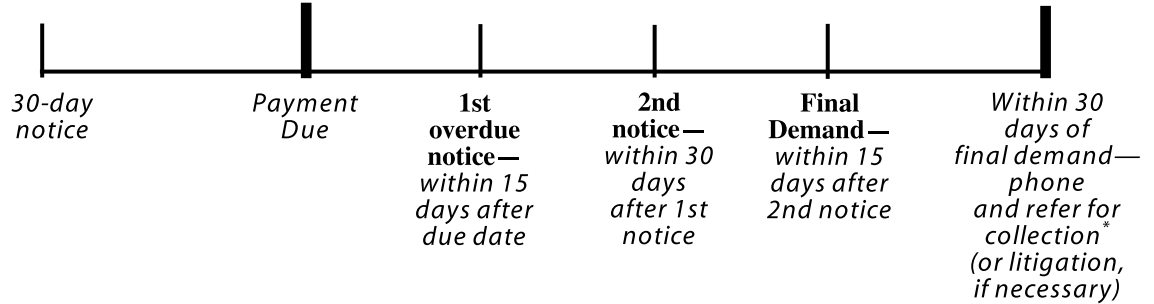 30-day
notice
Payment
Due
1st
overdue
notice—
within 15
days after
due date
2nd
notice—
within 30
days
after 1st
notice
Final
Demand—
within 15
days after
2nd notice
Within 30
days of
final demand—
phone
and refer for
collection*
(or litigation,
if necessary)